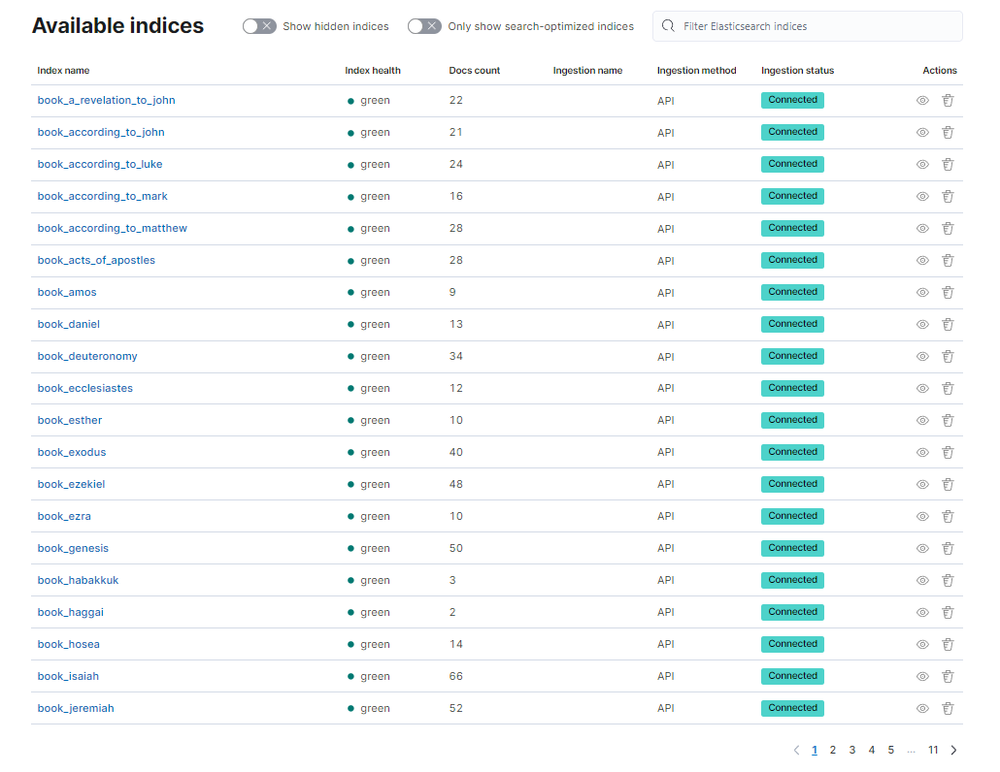 Available indices Show hidden indices Only show search-optimized indices Filter Elasticsearch indices
Index name Index health Docs count Ingestion name Ingestion method Ingestion status Actions
book_a_revelation_to_john green 22 API Connected
book_according_to_john green 21 API Connected
book_according_to_luke green 24 API Connected
book_according_to_mark green 16 API Connected
book_according_to_matthew green 28 API Connected
book_acts_of_apostles green 28 API Connected
book_amos green 9 API Connected
book_daniel green 13 API Connected
book_deuteronomy green 34 API Connected
book_ecclesiastes green 12 API Connected
book_esther green 10 API Connected
book_exodus green 40 API Connected
book_ezekiel green 48 API Connected
book_ezra green 10 API Connected
book_genesis green 50 API Connected
book_habakkuk green 3 API Connected
book_haggai green 2 API Connected
book_hosea green 14 API Connected
book_isaiah green 66 API Connected
book_jeremiah green 52 API Connected
1 2 3 4 5 ... 11